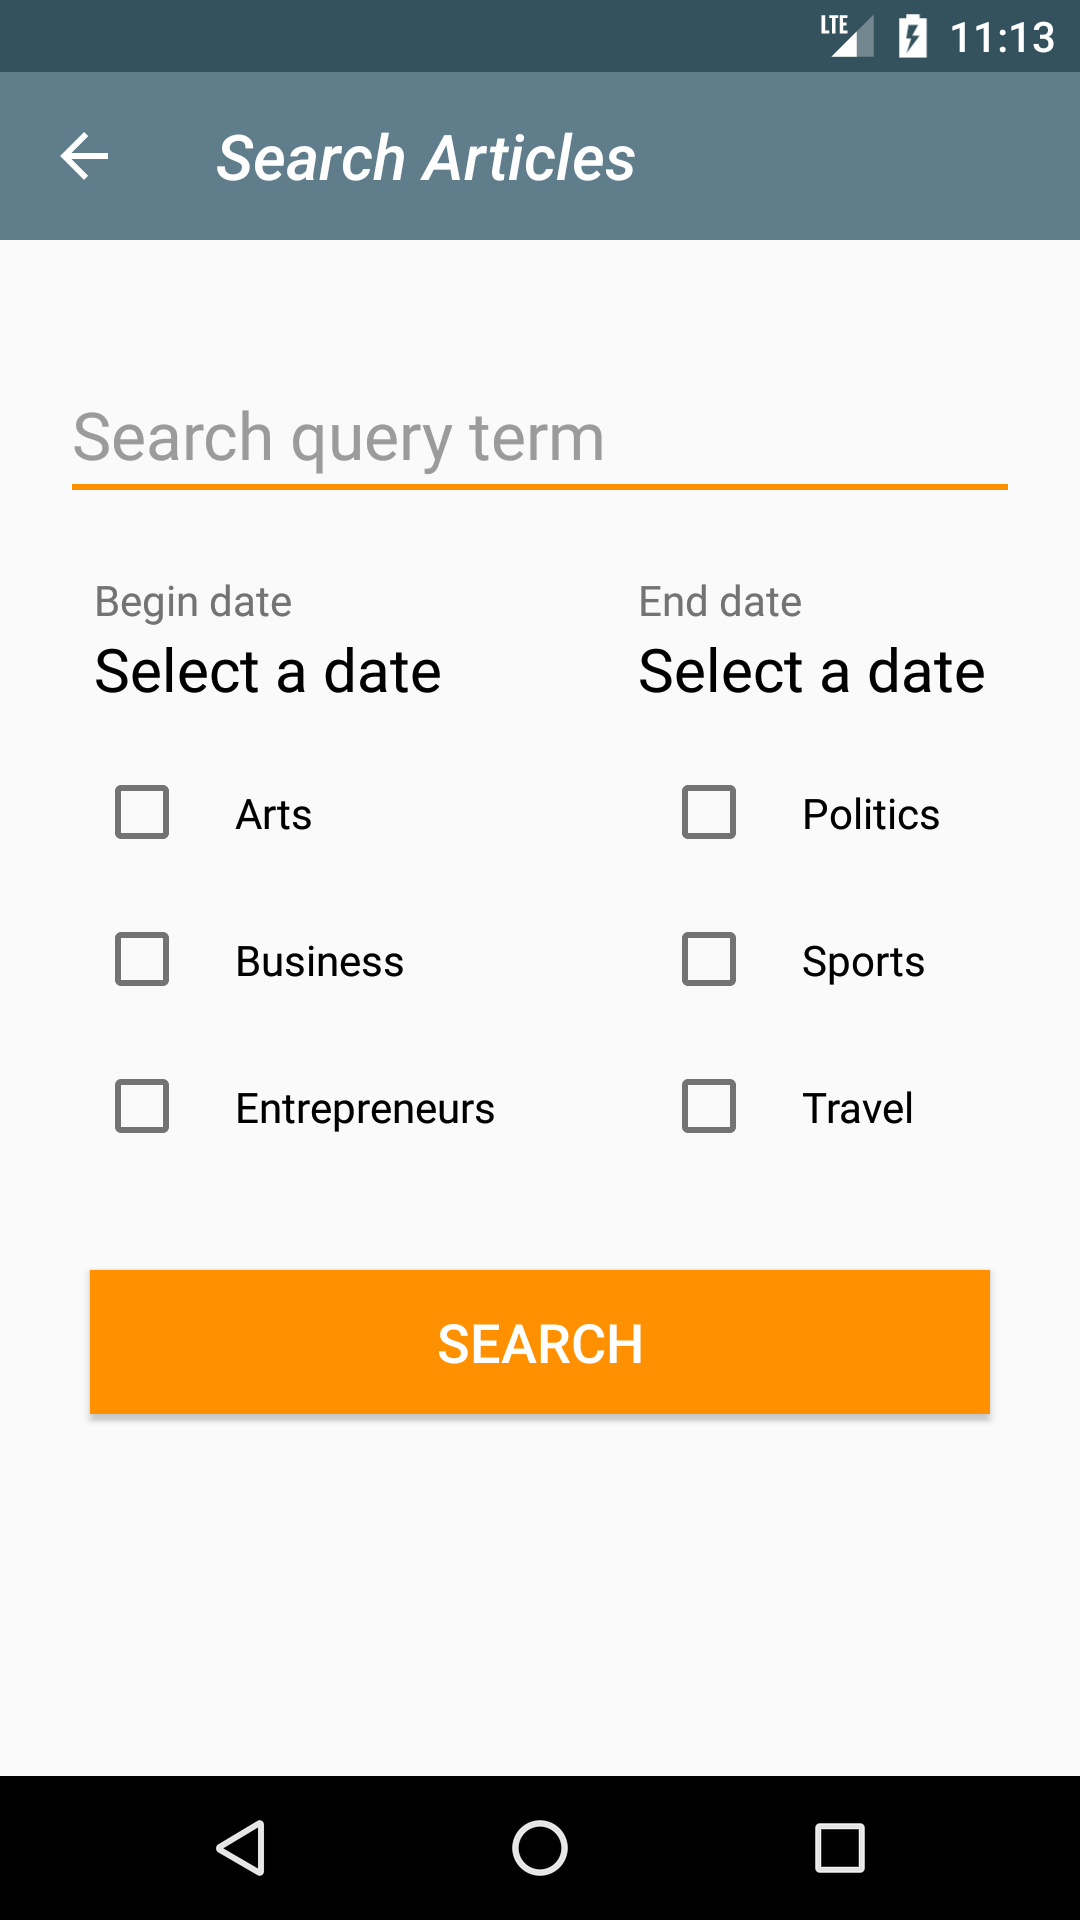 LTE 11:13
Search Articles
Search query term
Begin date End date
Select a date Select a date
Arts Politics
Business Sports
Entrepreneurs Travel
SEARCH